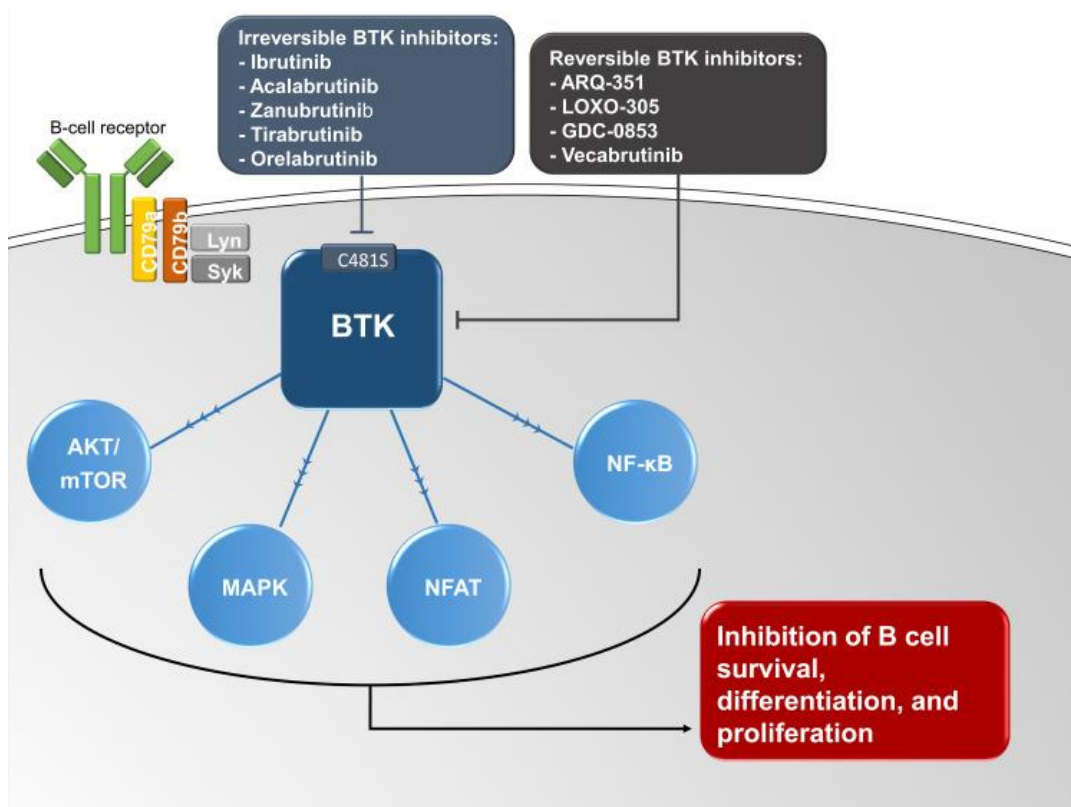 Irreversible BTK inhibitors:
- Ibrutinib
- Acalabrutinib
- Zanubrutinib
- Tirabrutinib
- Orelabrutinib
Reversible BTK inhibitors:
- ARQ-351
- LOXO-305
- GDC-0853
- Vecabrutinib
B-cell receptor
CD79a
CD79b
Lyn
Syk
C481S
BTK
AKT/
mTOR
MAPK
NFAT
NF-κB
Inhibition of B cell
survival,
differentiation, and
proliferation